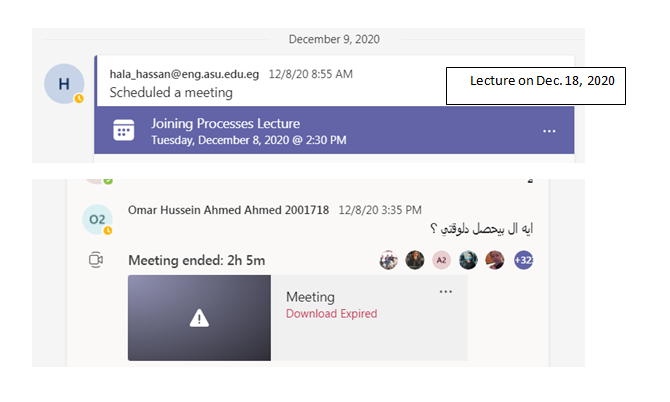 December 9, 2020
H
hala_hassan@eng.asu.edu.eg 12/8/20 8:55 AM
Scheduled a meeting
Lecture on Dec. 18, 2020
Joining Processes Lecture
Tuesday, December 8, 2020 @ 2:30 PM
O2
Omar Hussein Ahmed Ahmed 2001718 12/8/20 3:35 PM
ايه ال بيحصل دلوقتي ؟
Meeting ended: 2h 5m
A2
+32
Meeting
Download Expired